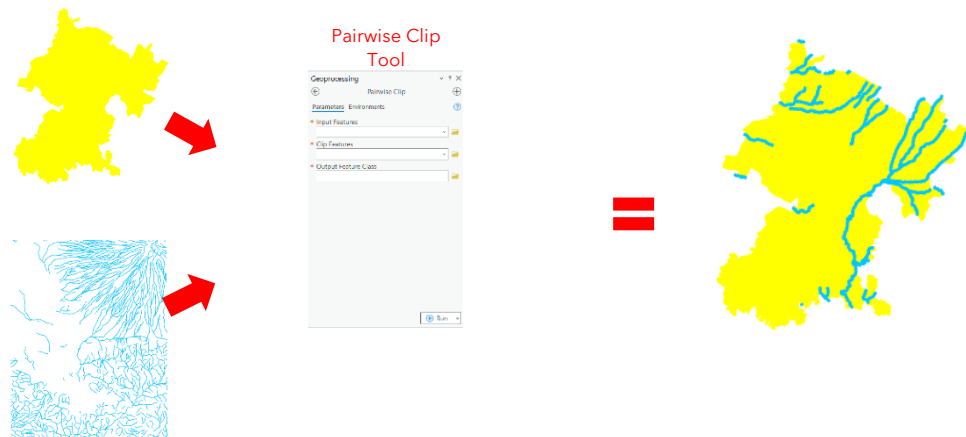 Pairwise Clip
Tool
Geoprocessing
Pairwise Clip
Parameters Environments
* Input Features
* Clip Features
* Output Feature Class
Run